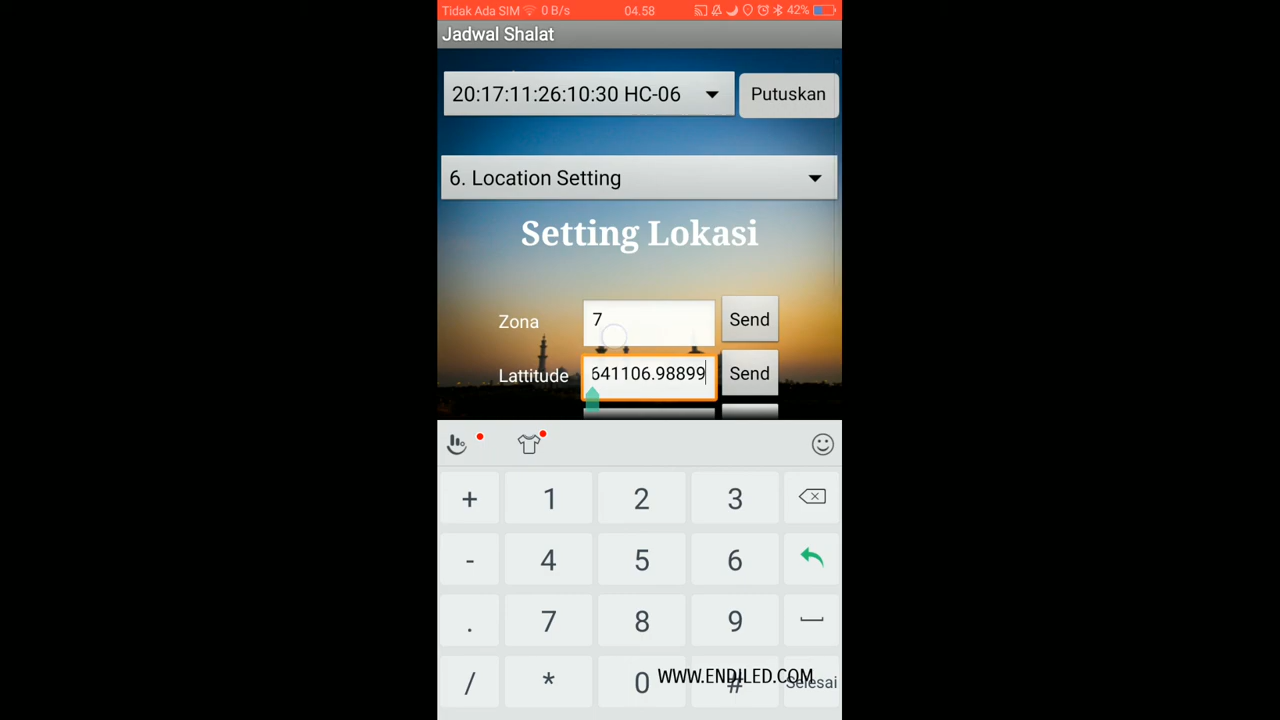 Tidak Ada SIM 0 B/s 04.58 42%
Jadwal Shalat
20:17:11:26:10:30 HC-06 Putuskan
6. Location Setting
Setting Lokasi
Zona 7 Send
Lattitude 641106.98899 Send
+ 1 2 3
- 4 5 6
. 7 8 9
/ * 0 # Selesai
WWW.ENDILED.COM